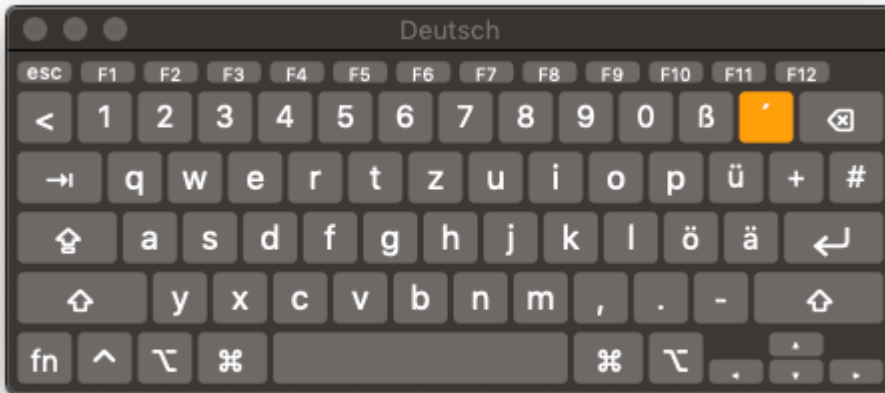 Deutsch
esc F1 F2 F3 F4 F5 F6 F7 F8 F9 F10 F11 F12
< 1 2 3 4 5 6 7 8 9 0 ß ´ ⌫
⇥ q w e r t z u i o p ü + #
⇪ a s d f g h j k l ö ä ↵
⇧ y x c v b n m , . - ⇧
fn ^ ⌥ ⌘ ⌘ ⌥ ◂ ▴ ▾ ▸